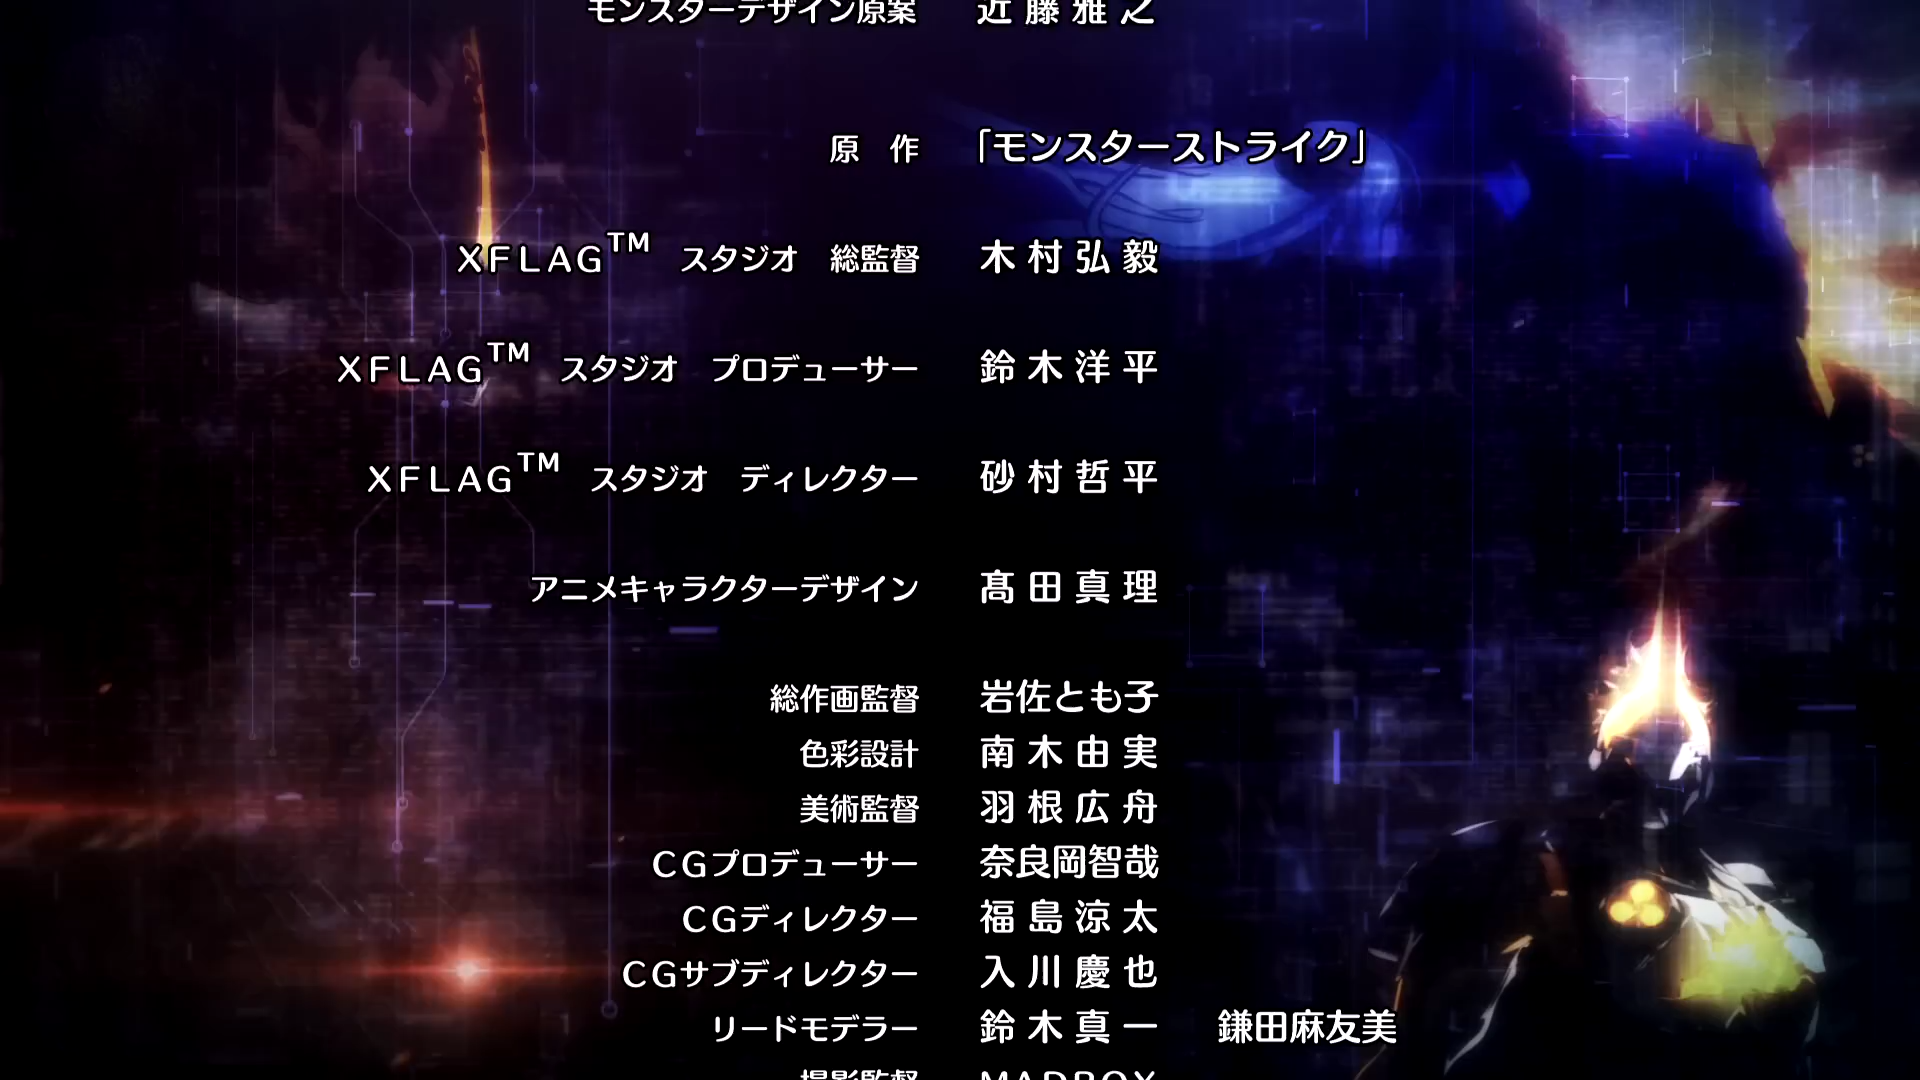 モンスターデザイン原案　近藤雅之
原　作　「モンスターストライク」
XFLAG™　スタジオ　総監督　木村弘毅
XFLAG™　スタジオ　プロデューサー　鈴木洋平
XFLAG™　スタジオ　ディレクター　砂村哲平
アニメキャラクターデザイン　髙田真理
総作画監督　岩佐とも子
色彩設計　南木由実
美術監督　羽根広舟
CGプロデューサー　奈良岡智哉
CGディレクター　福島涼太
CGサブディレクター　入川慶也
リードモデラー　鈴木真一　鎌田麻友美
撮影監督　MADBOX